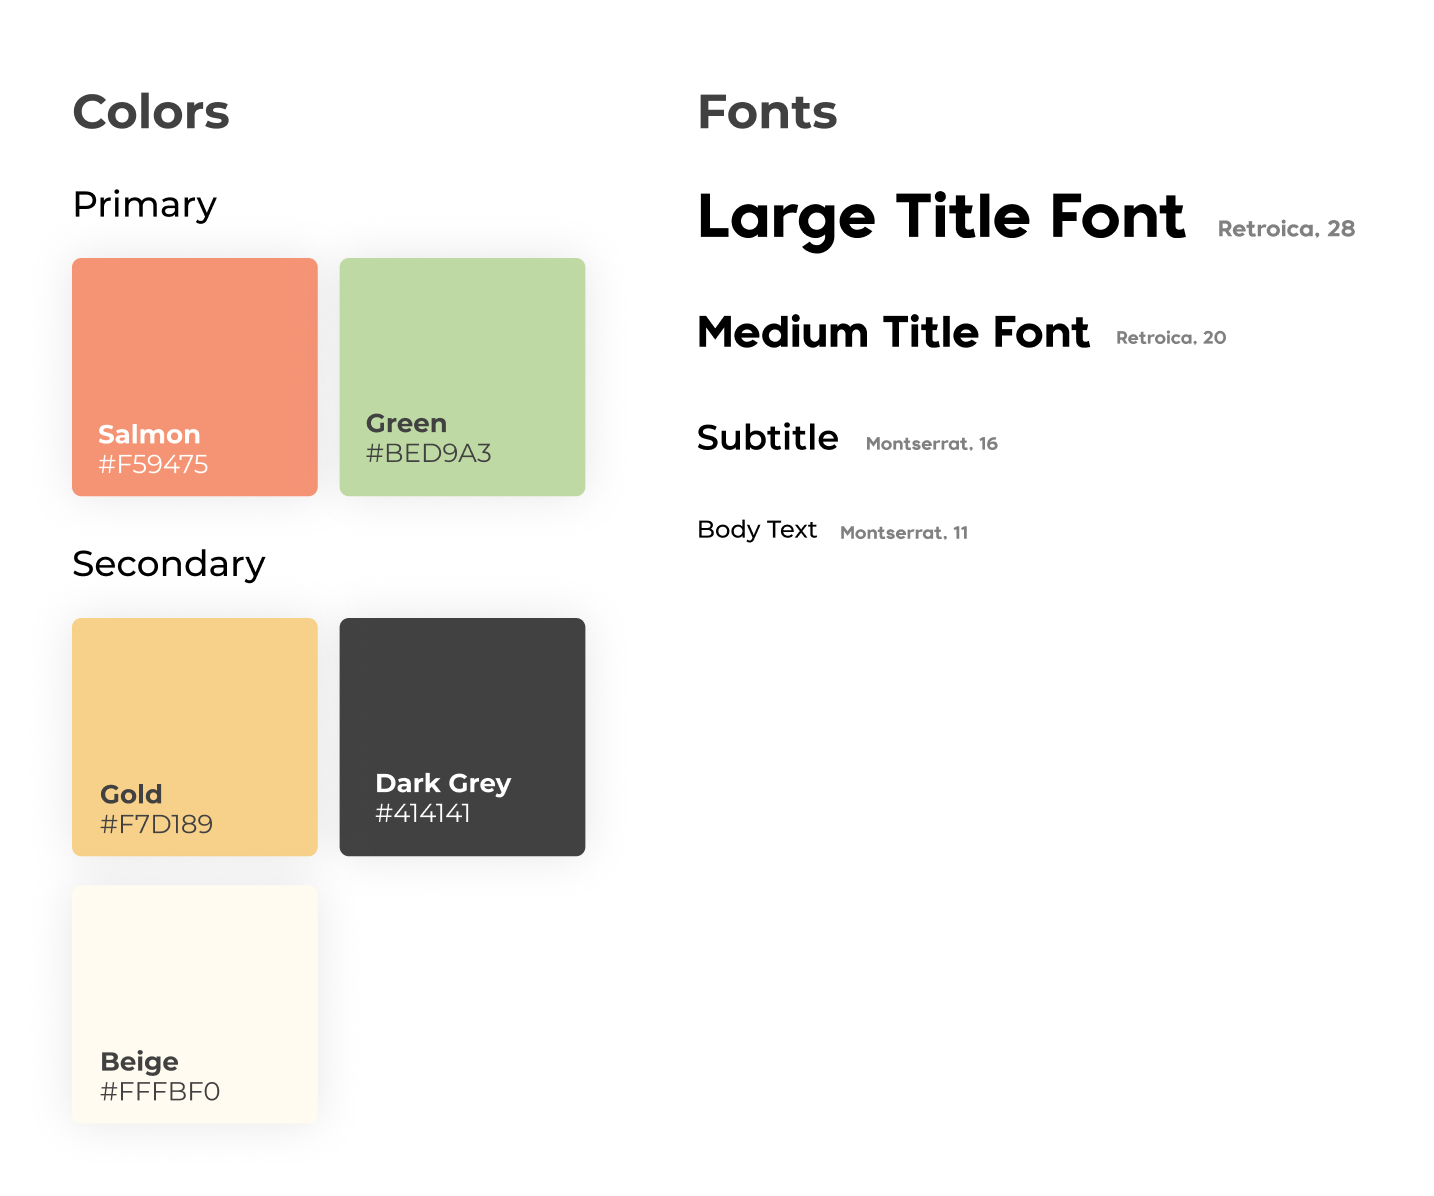 Colors
Primary
Salmon
#F59475
Green
#BED9A3
Secondary
Gold
#F7D189
Dark Grey
#414141
Beige
#FFFBF0
Fonts
Large Title Font Retroica, 28
Medium Title Font Retroica, 20
Subtitle Montserrat, 16
Body Text Montserrat, 11